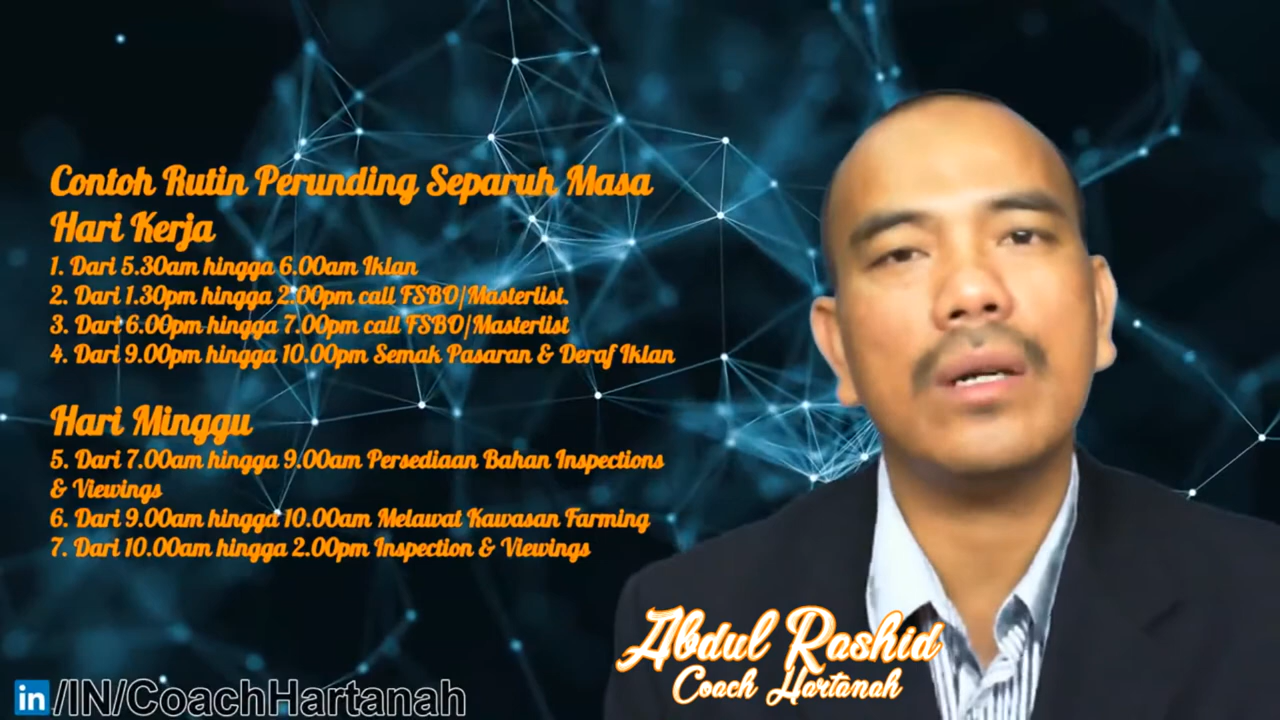 Contoh Rutin Perunding Separuh Masa
Hari Kerja
1. Dari 5.30am hingga 6.00am Iklan
2. Dari 1.30pm hingga 2.00pm call FSBO/Masterlist.
3. Dari 6.00pm hingga 7.00pm call FSBO/Masterlist
4. Dari 9.00pm hingga 10.00pm Semak Pasaran & Deraf Iklan
Hari Minggu
5. Dari 7.00am hingga 9.00am Persediaan Bahan Inspections
& Viewings
6. Dari 9.00am hingga 10.00am Melawat Kawasan Farming
7. Dari 10.00am hingga 2.00pm Inspection & Viewings
Abdul Rashid
Coach Hartanah
in/IN/CoachHartanah